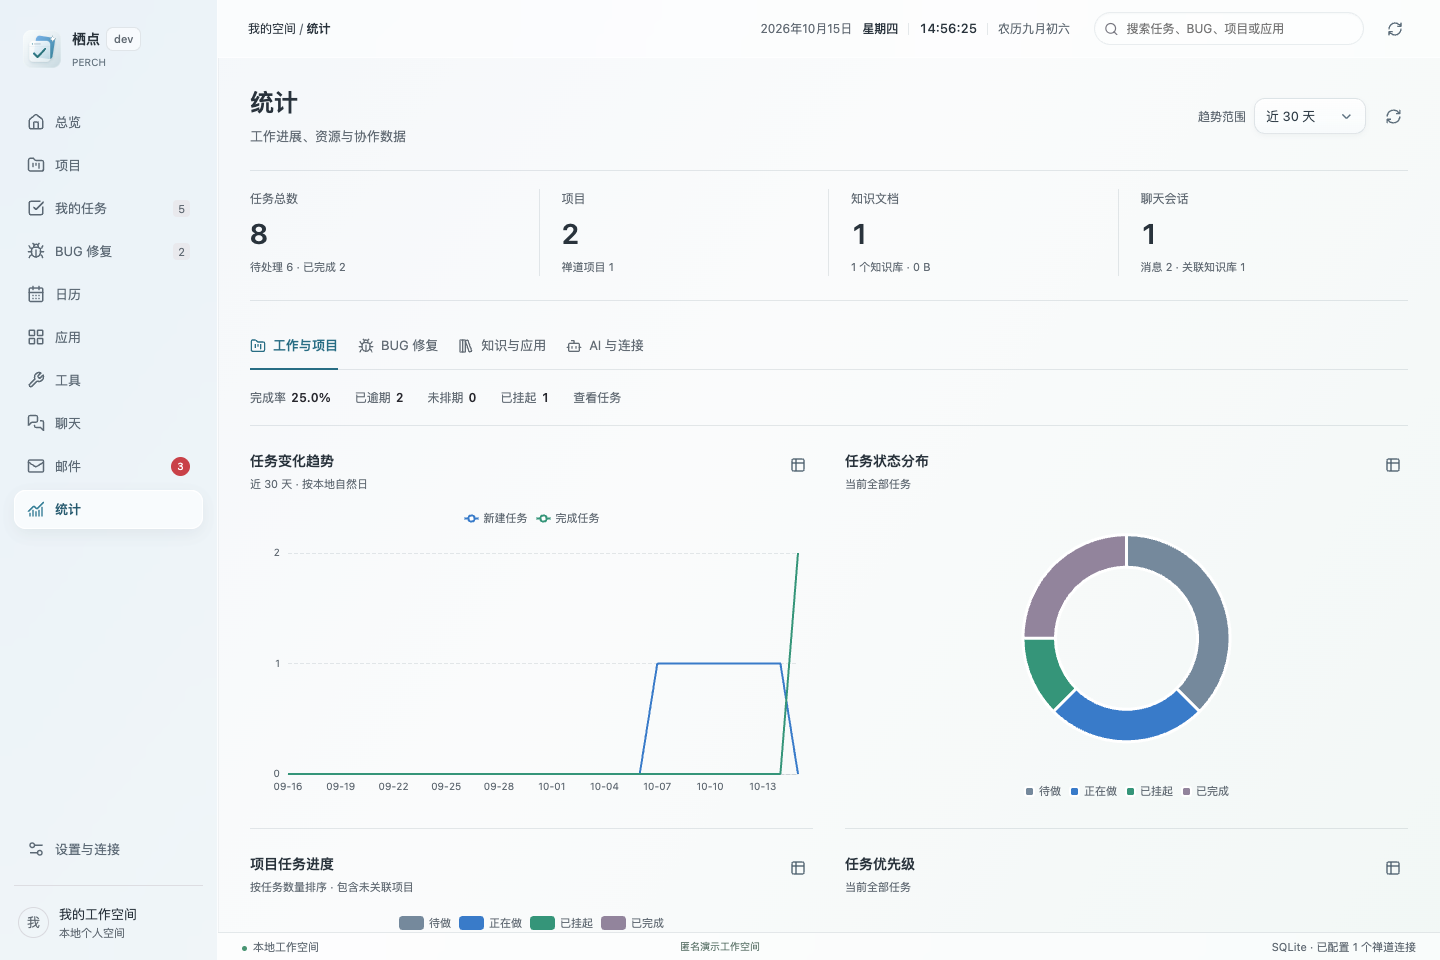 栖点 dev
PERCH
总览
项目
我的任务 5
BUG 修复 2
日历
应用
工具
聊天
邮件 3
统计
设置与连接
我 我的工作空间
本地个人空间
我的空间 / 统计
2026年10月15日 星期四 14:56:25 农历九月初六
搜索任务、BUG、项目或应用
统计
工作进展、资源与协作数据
趋势范围 近 30 天
任务总数
8
待处理 6 · 已完成 2
项目
2
禅道项目 1
知识文档
1
1 个知识库 · 0 B
聊天会话
1
消息 2 · 关联知识库 1
工作与项目 BUG 修复 知识与应用 AI 与连接
完成率 25.0% 已逾期 2 未排期 0 已挂起 1 查看任务
任务变化趋势
近 30 天 · 按本地自然日
新建任务 完成任务
2
1
0
09-16 09-19 09-22 09-25 09-28 10-01 10-04 10-07 10-10 10-13
任务状态分布
当前全部任务
待做 正在做 已挂起 已完成
项目任务进度
按任务数量排序 · 包含未关联项目
待做 正在做 已挂起 已完成
任务优先级
当前全部任务
本地工作空间
匿名演示工作空间
SQLite · 已配置 1 个禅道连接